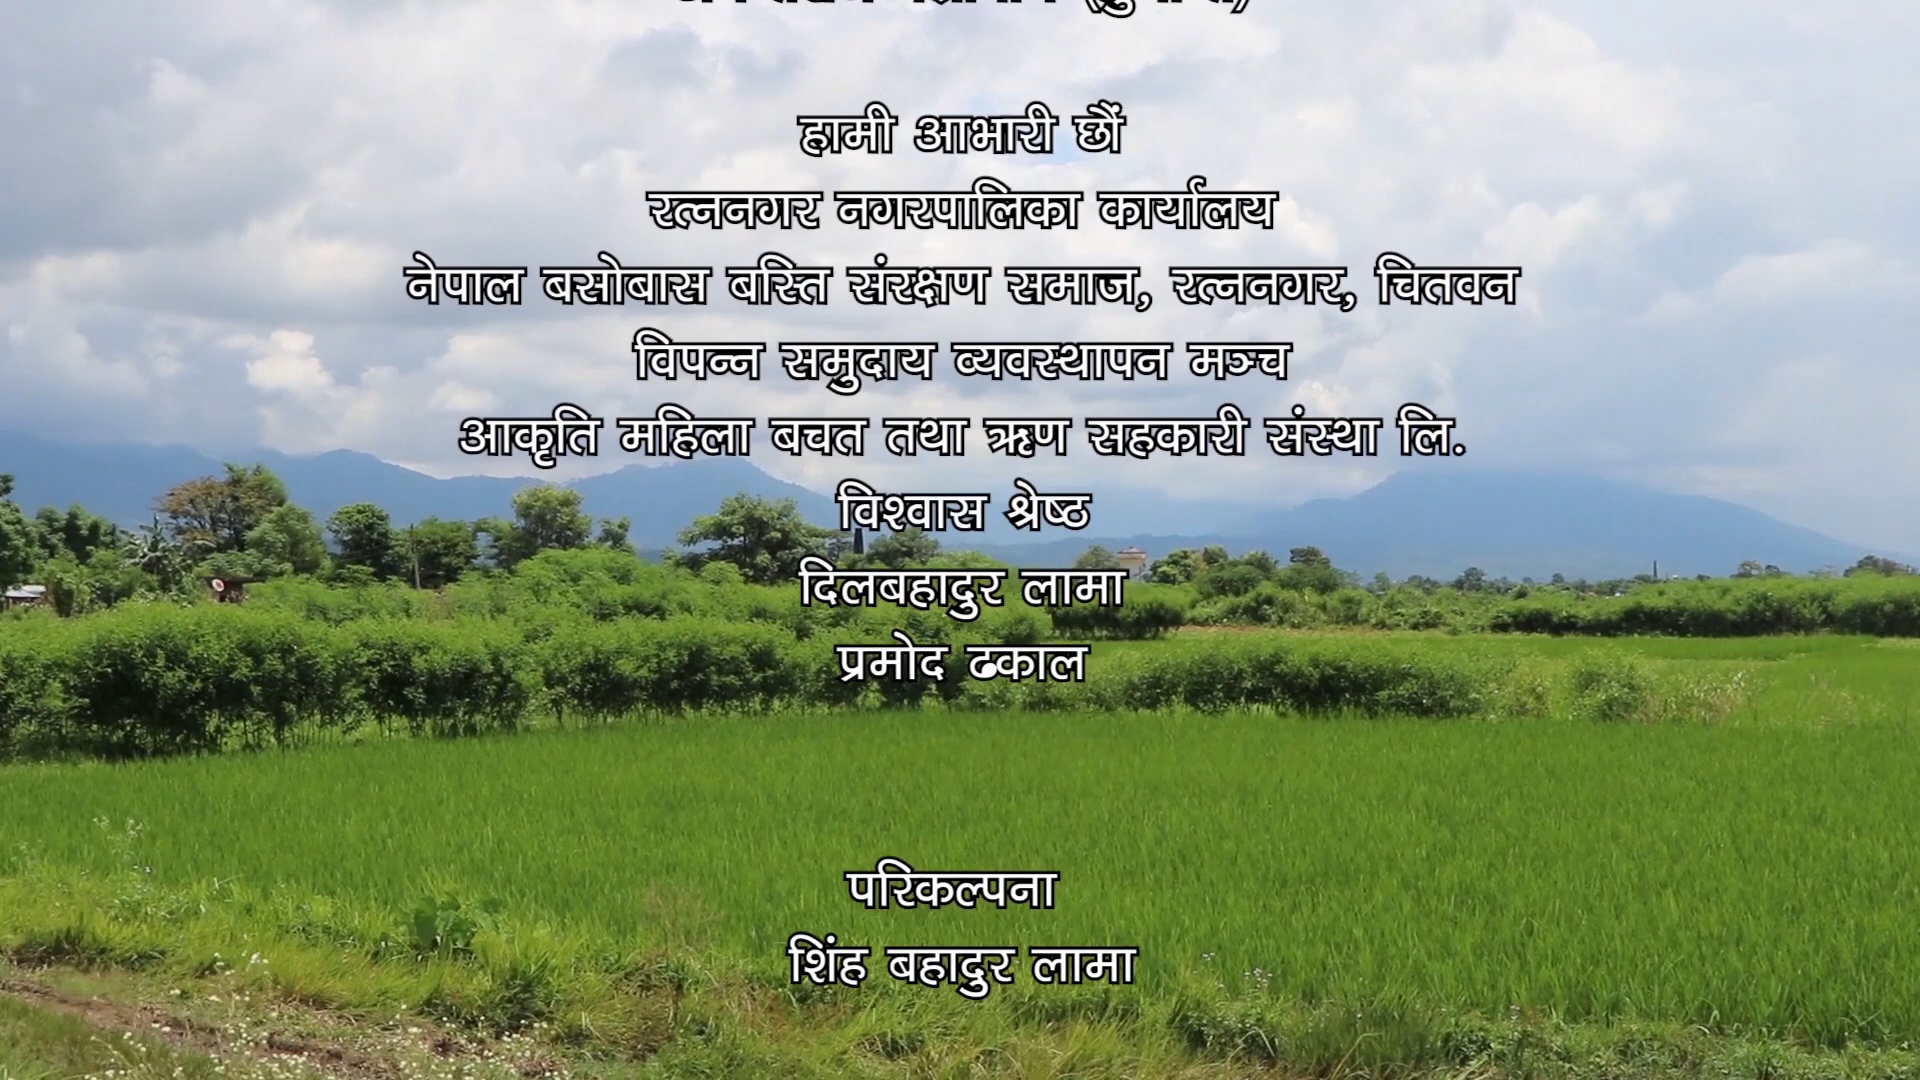 हामी आभारी छौं
रत्ननगर नगरपालिका कार्यालय
नेपाल बसोबास बस्ति संरक्षण समाज, रत्ननगर, चितवन
विपन्न समुदाय व्यवस्थापन मञ्च
आकृति महिला बचत तथा ऋण सहकारी संस्था लि.
विश्वास श्रेष्ठ
दिलबहादुर लामा
प्रमोद ढकाल
परिकल्पना
शिंह बहादुर लामा